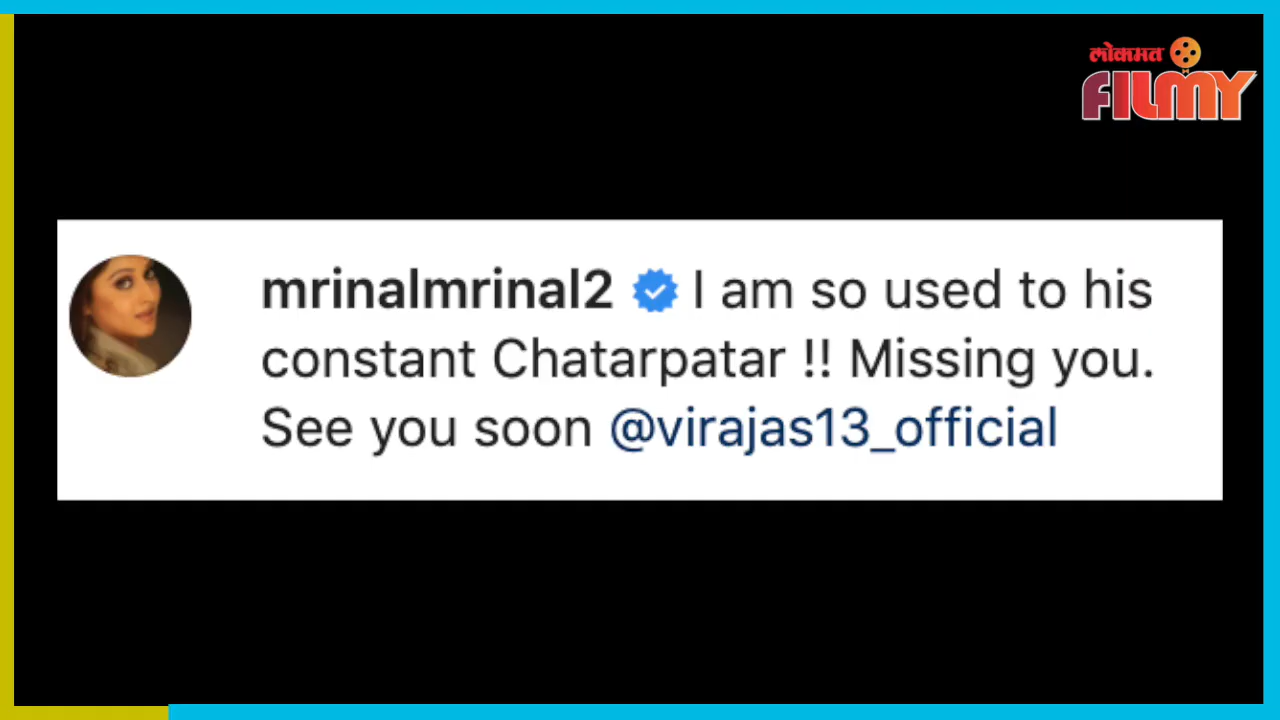 लोकमत
FILMY
mrinalmrinal2 I am so used to his
constant Chatarpatar !! Missing you.
See you soon @virajas13_official